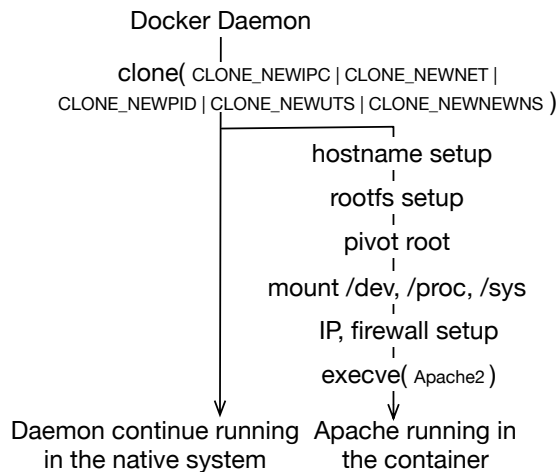 Docker Daemon
clone( CLONE_NEWIPC | CLONE_NEWNET |
CLONE_NEWPID | CLONE_NEWUTS | CLONE_NEWNEWNS )
hostname setup
rootfs setup
pivot root
mount /dev, /proc, /sys
IP, firewall setup
execve( Apache2 )
Daemon continue running
in the native system
Apache running in
the container